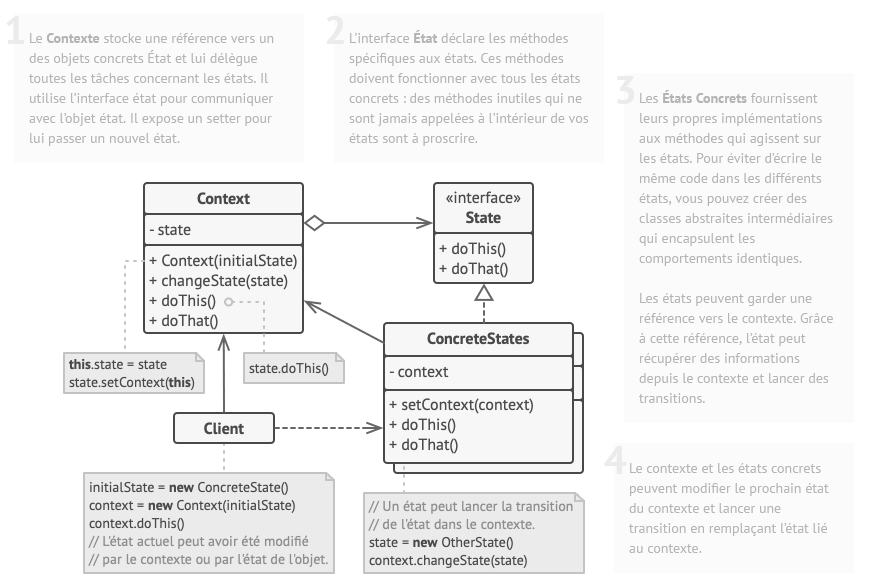 1
Le Contexte stocke une référence vers un
des objets concrets État et lui délègue
toutes les tâches concernant les états. Il
utilise l'interface état pour communiquer
avec l'objet état. Il expose un setter pour
lui passer un nouvel état.
2
L'interface État déclare les méthodes
spécifiques aux états. Ces méthodes
doivent fonctionner avec tous les états
concrets : des méthodes inutiles qui ne
sont jamais appelées à l'intérieur de vos
états sont à proscrire.
3
Les États Concrets fournissent
leurs propres implémentations
aux méthodes qui agissent sur
les états. Pour éviter d'écrire le
même code dans les différents
états, vous pouvez créer des
classes abstraites intermédiaires
qui encapsulent les
comportements identiques.
Les états peuvent garder une
référence vers le contexte. Grâce
à cette référence, l'état peut
récupérer des informations
depuis le contexte et lancer des
transitions.
Context
- state
+ Context(initialState)
+ changeState(state)
+ doThis()
+ doThat()
«interface»
State
+ doThis()
+ doThat()
this.state = state
state.setContext(this)
state.doThis()
ConcreteStates
- context
+ setContext(context)
+ doThis()
+ doThat()
Client
initialState = new ConcreteState()
context = new Context(initialState)
context.doThis()
// L'état actuel peut avoir été modifié
// par le contexte ou par l'état de l'objet.
// Un état peut lancer la transition
// de l'état dans le contexte.
state = new OtherState()
context.changeState(state)
4
Le contexte et les états concrets
peuvent modifier le prochain état
du contexte et lancer une
transition en remplaçant l'état lié
au contexte.